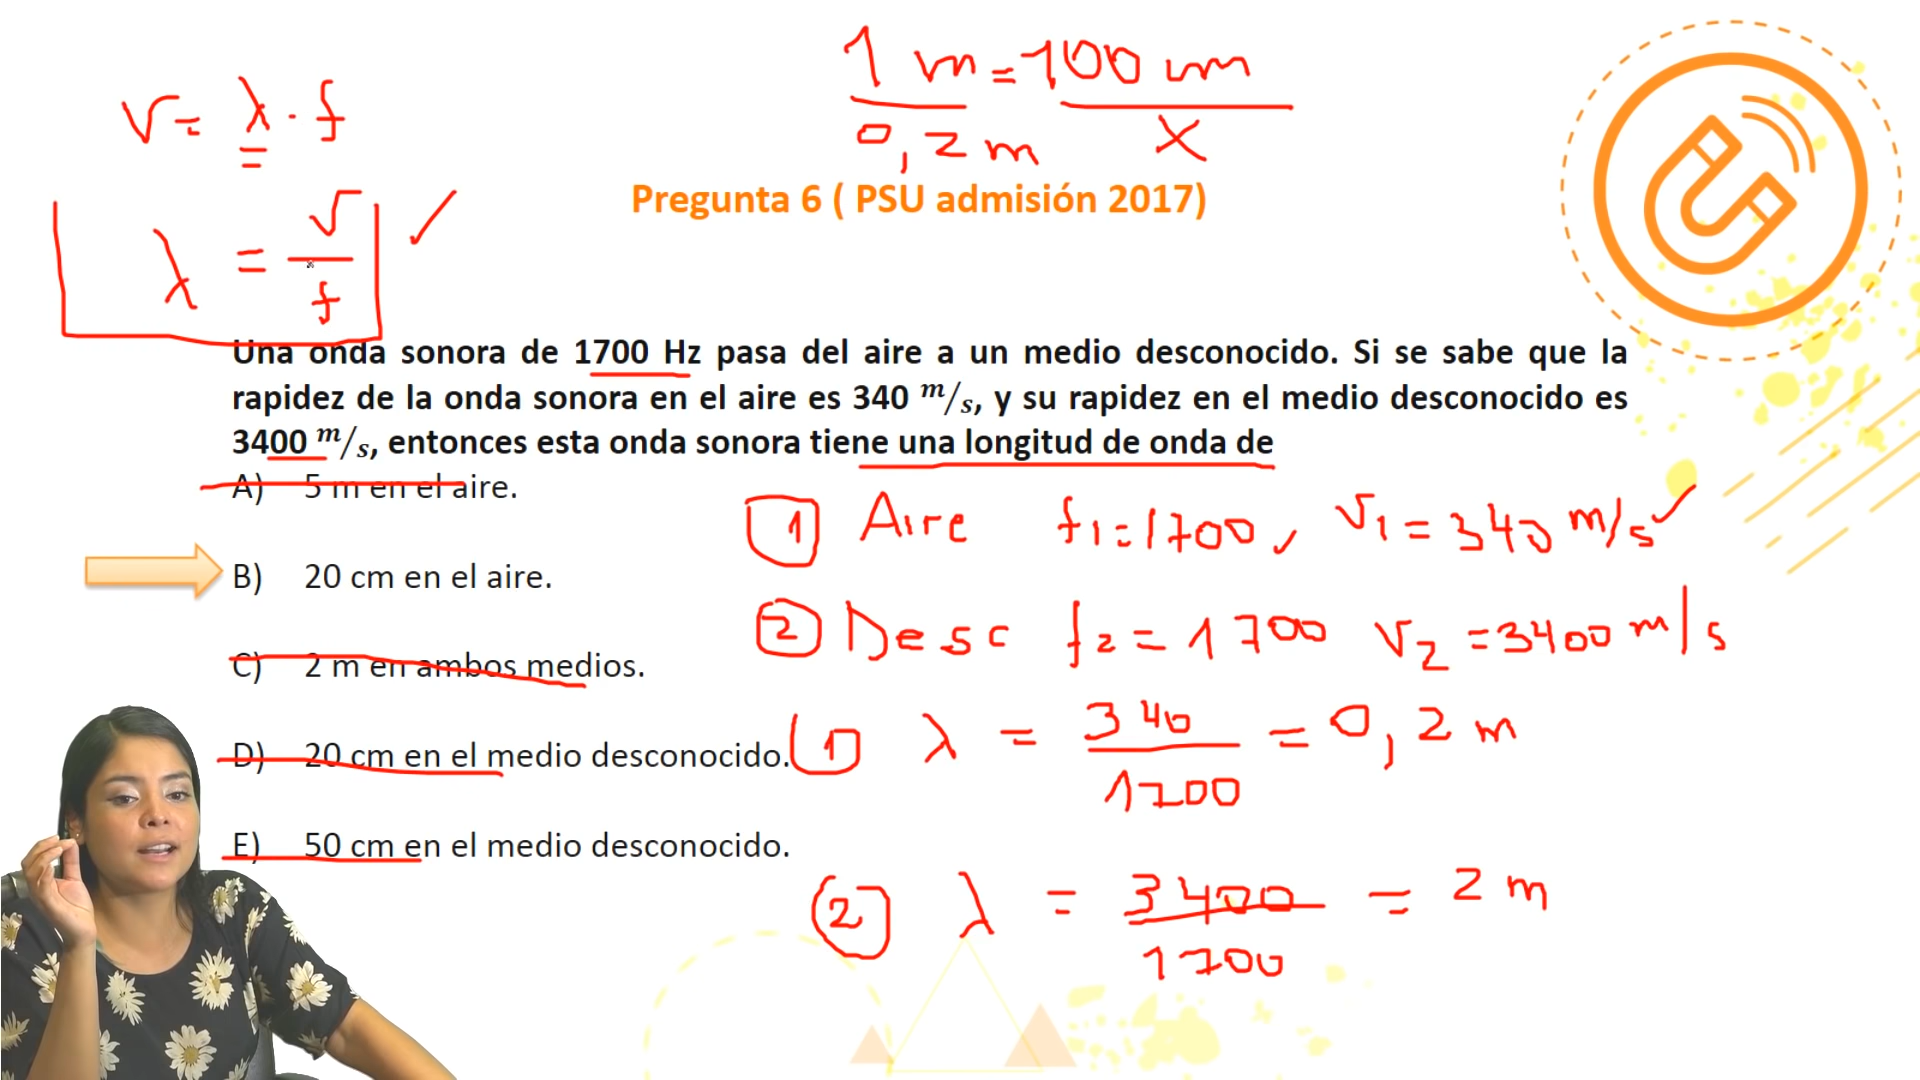 1 m = 100 cm
0,2 m X
v = λ · f
λ = v
f
Pregunta 6 ( PSU admisión 2017)
Una onda sonora de 1700 Hz pasa del aire a un medio desconocido. Si se sabe que la
rapidez de la onda sonora en el aire es 340 m/s, y su rapidez en el medio desconocido es
3400 m/s, entonces esta onda sonora tiene una longitud de onda de
A) 5 m en el aire.
1 Aire f1 = 1700 v1 = 340 m/s
B) 20 cm en el aire.
2 Desc f2 = 1700 v2 = 3400 m/s
C) 2 m en ambos medios.
D) 20 cm en el medio desconocido.
1 λ = 340 = 0,2 m
1700
E) 50 cm en el medio desconocido.
2 λ = 3400 = 2 m
1700